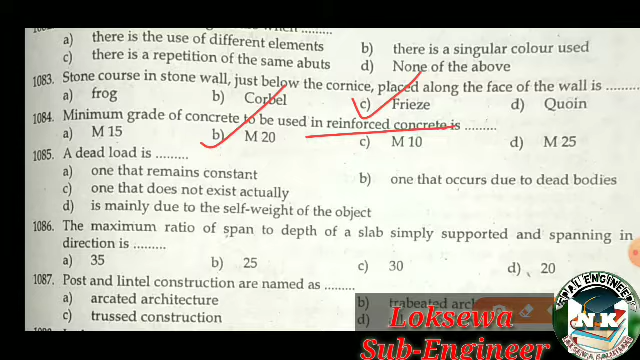 a) there is the use of different elements b) there is a singular colour used
c) there is a repetition of the same abuts d) None of the above
1083. Stone course in stone wall, just below the cornice, placed along the face of the wall is .........
a) frog b) Corbel c) Frieze d) Quoin
1084. Minimum grade of concrete to be used in reinforced concrete is .........
a) M 15 b) M 20 c) M 10 d) M 25
1085. A dead load is .........
a) one that remains constant b) one that occurs due to dead bodies
c) one that does not exist actually
d) is mainly due to the self-weight of the object
1086. The maximum ratio of span to depth of a slab simply supported and spanning in
direction is .........
a) 35 b) 25 c) 30 d) 20
1087. Post and lintel construction are named as .........
a) arcated architecture b) trabeated arc
c) trussed construction d)
Loksewa
Sub-Engineer
NK